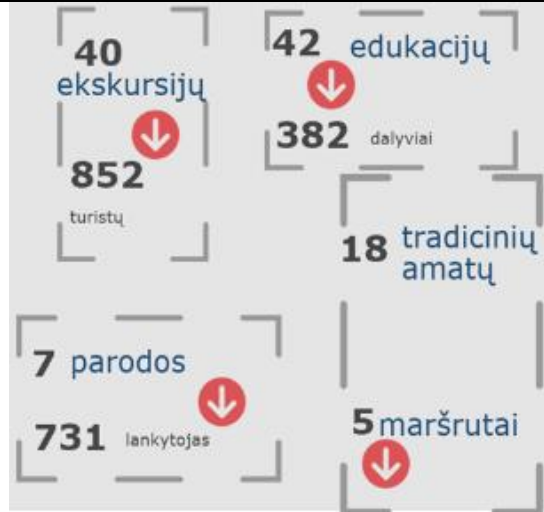 40
ekskursijų
852
turistų
42 edukacijų
382 dalyviai
18 tradicinių
amatų
7 parodos
731 lankytojas
5 maršrutai